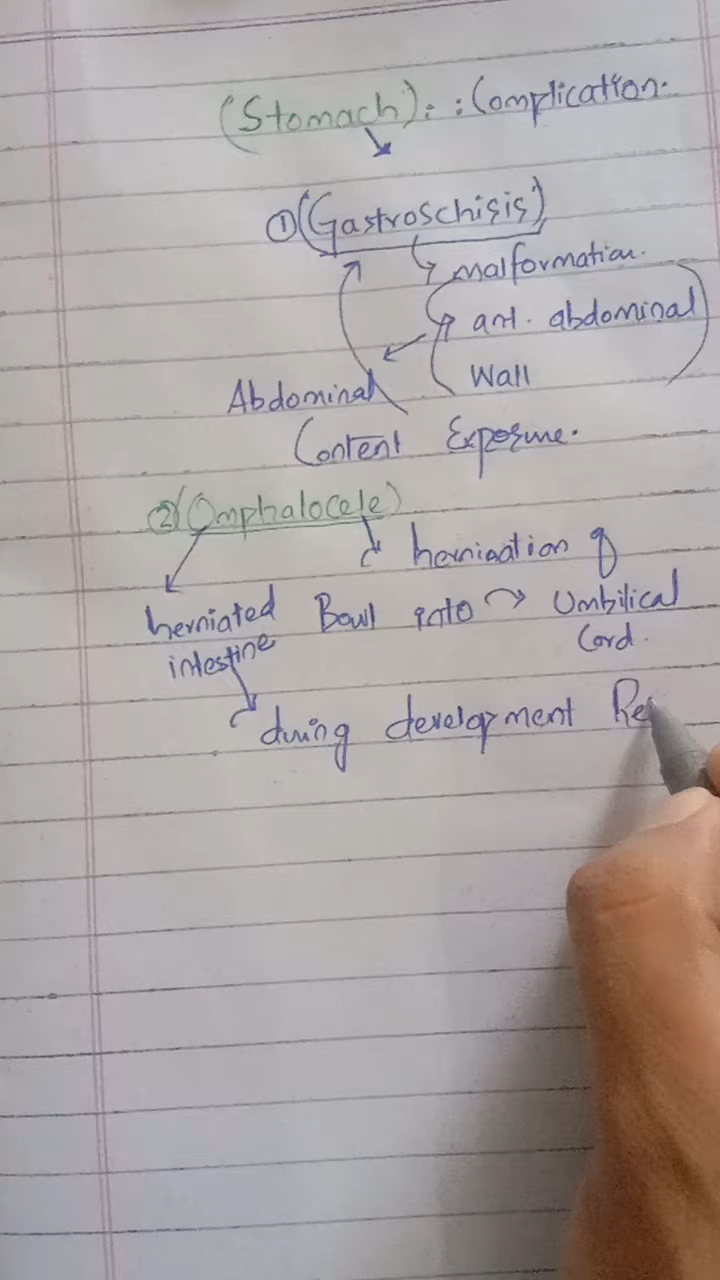 (Stomach): : Complication.
① (Gastroschisis)
malformation.
ant. abdominal
Wall
Abdominal
Content Exposure.
② (Omphalocele)
herniation of
herniated Bowl into Umbilical
intestine Cord.
during development Re